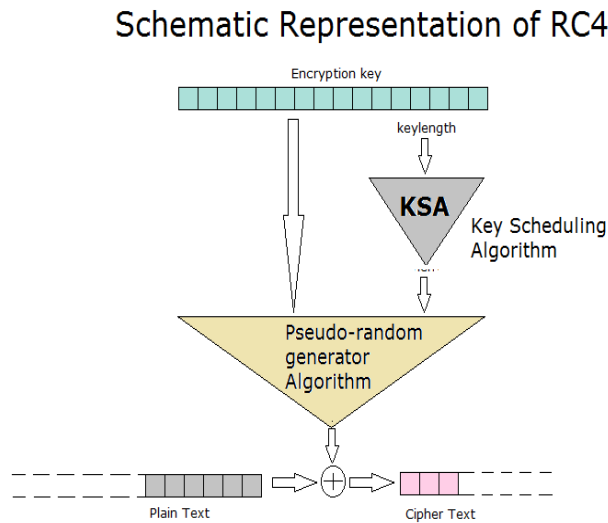 Schematic Representation of RC4
Encryption key
keylength
KSA
Key Scheduling
Algorithm
Pseudo-random
generator
Algorithm
Plain Text
Cipher Text